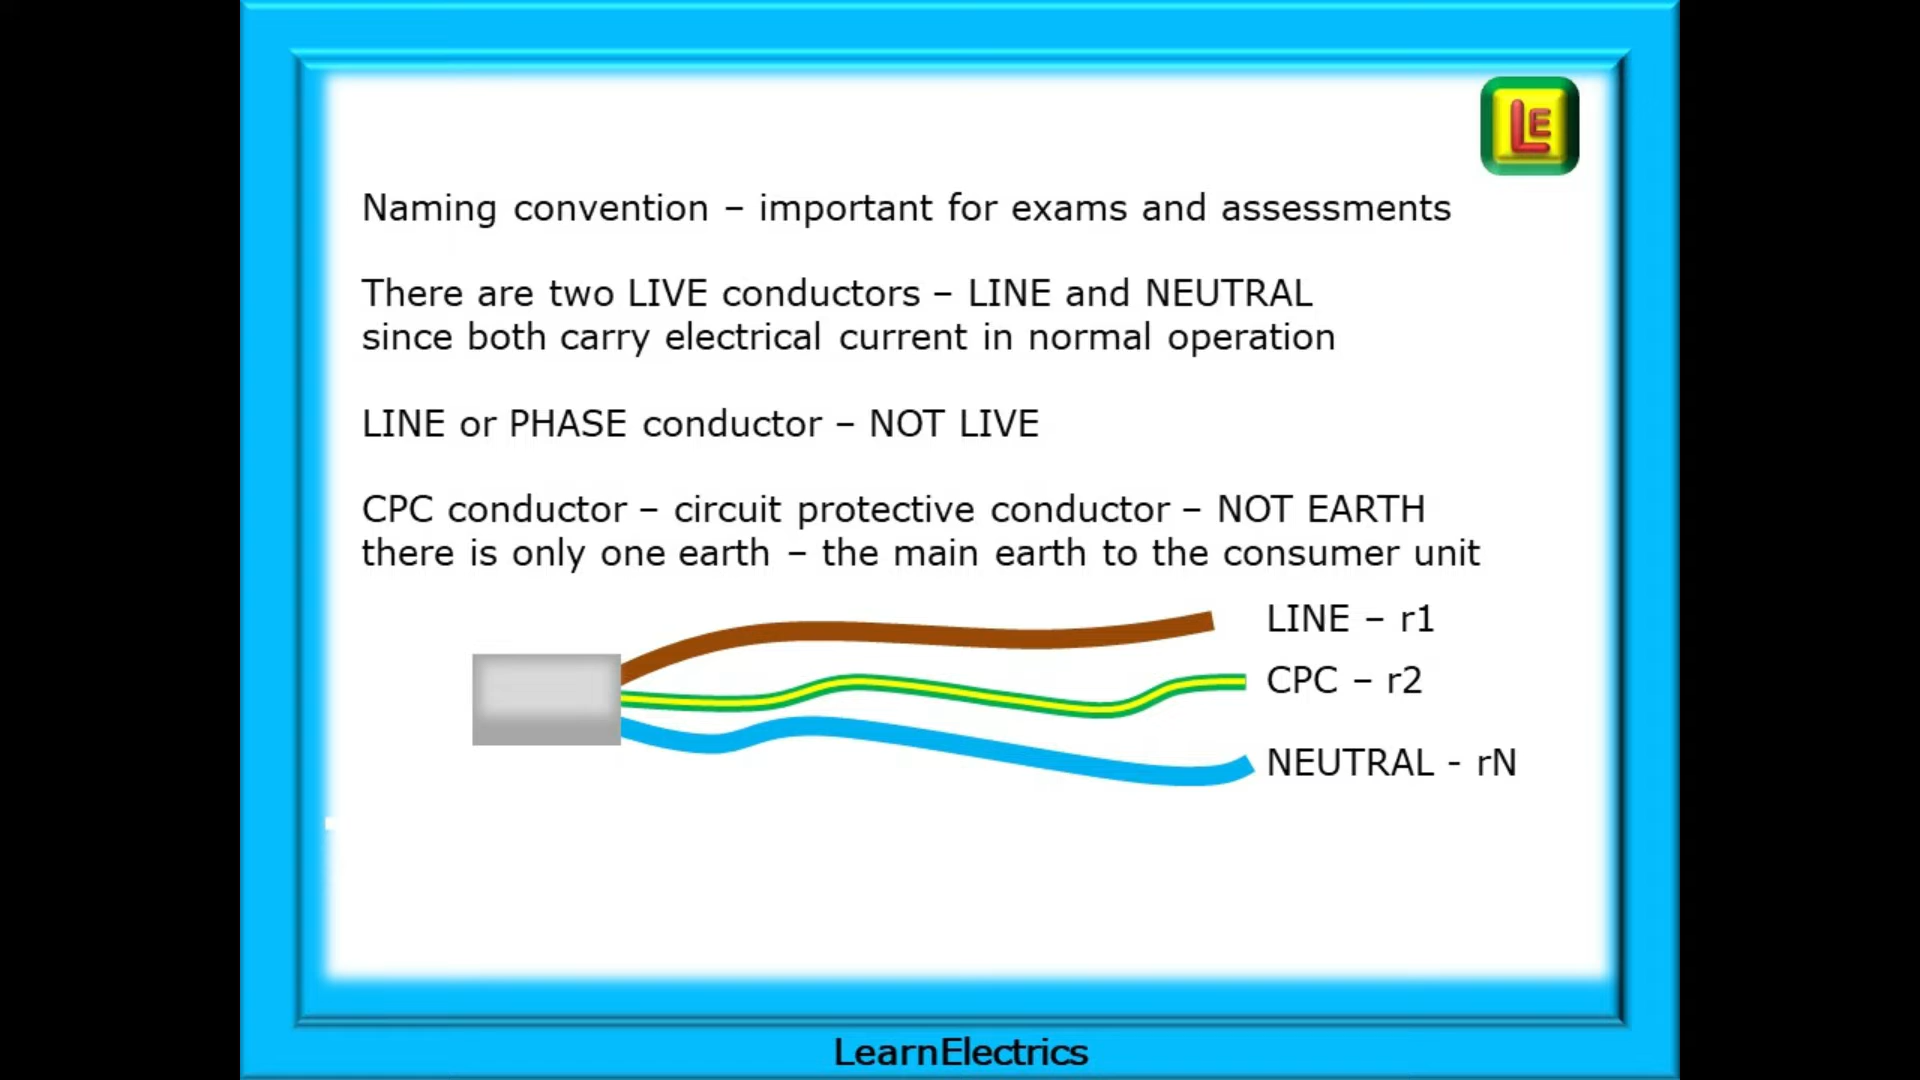 LE
Naming convention – important for exams and assessments
There are two LIVE conductors – LINE and NEUTRAL
since both carry electrical current in normal operation
LINE or PHASE conductor – NOT LIVE
CPC conductor – circuit protective conductor – NOT EARTH
there is only one earth – the main earth to the consumer unit
LINE – r1
CPC – r2
NEUTRAL - rN
LearnElectrics